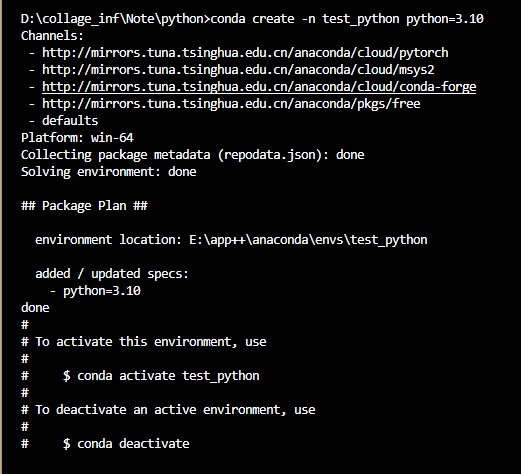 D:\collage_inf\Note\python>conda create -n test_python python=3.10
Channels:
 - http://mirrors.tuna.tsinghua.edu.cn/anaconda/cloud/pytorch
 - http://mirrors.tuna.tsinghua.edu.cn/anaconda/cloud/msys2
 - http://mirrors.tuna.tsinghua.edu.cn/anaconda/cloud/conda-forge
 - http://mirrors.tuna.tsinghua.edu.cn/anaconda/pkgs/free
 - defaults
Platform: win-64
Collecting package metadata (repodata.json): done
Solving environment: done

## Package Plan ##

  environment location: E:\app++\anaconda\envs\test_python

  added / updated specs:
    - python=3.10
done
#
# To activate this environment, use
#
#     $ conda activate test_python
#
# To deactivate an active environment, use
#
#     $ conda deactivate